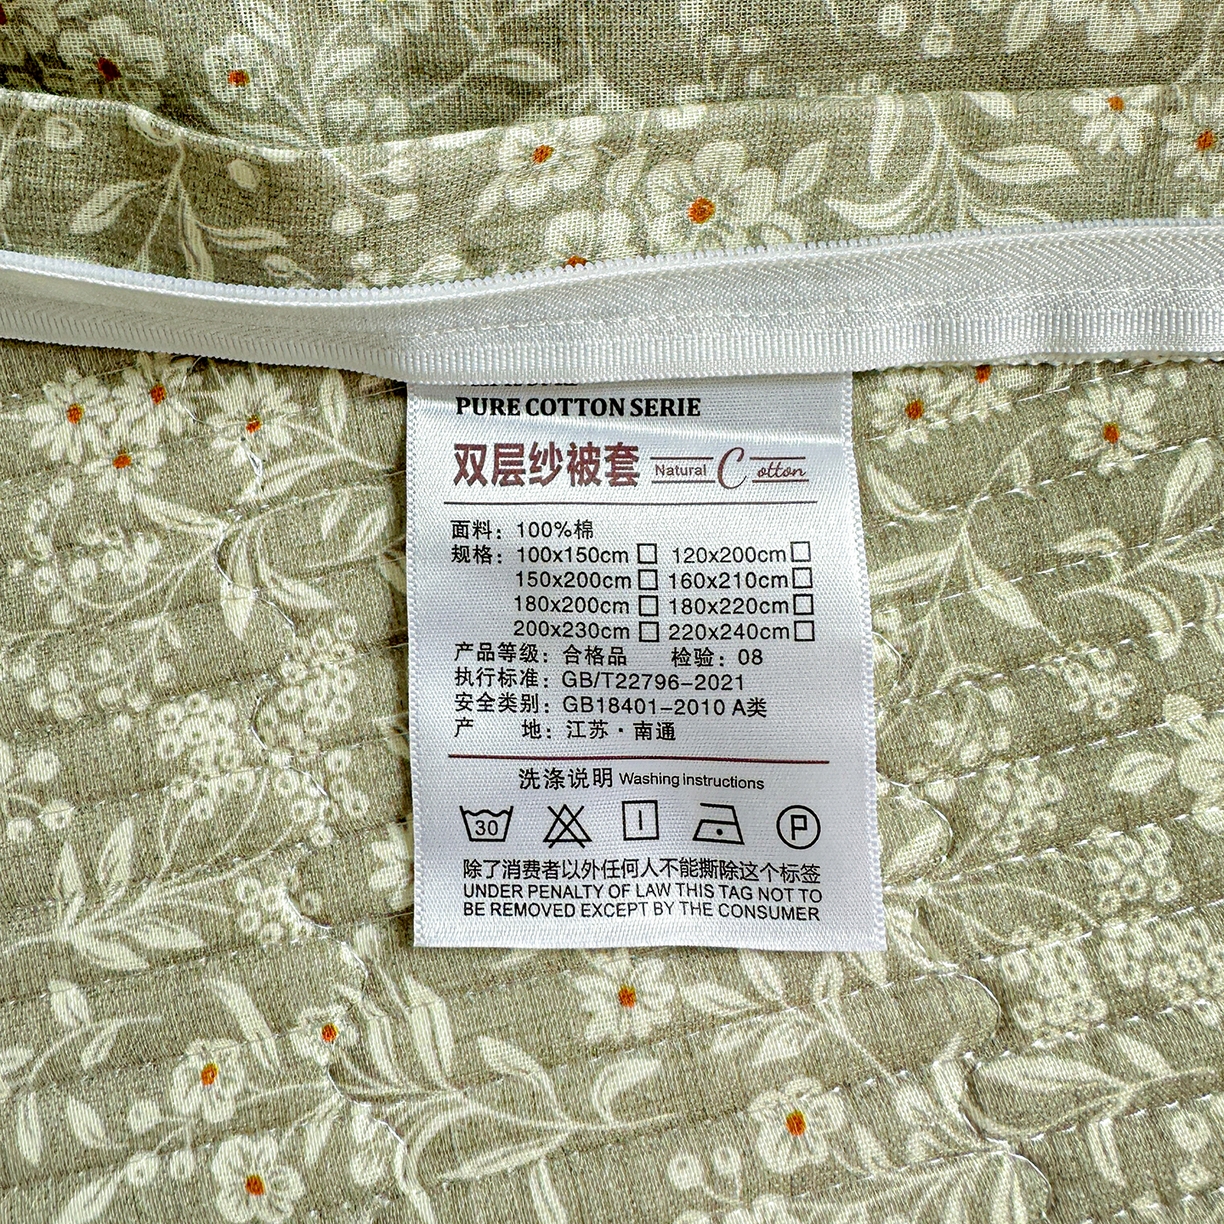 PURE COTTON SERIE
双层纱被套 Natural Cotton
面料：100%棉
规格：100x150cm □ 120x200cm □
150x200cm □ 160x210cm □
180x200cm □ 180x220cm □
200x230cm □ 220x240cm □
产品等级：合格品 检验：08
执行标准：GB/T22796-2021
安全类别：GB18401-2010 A类
产 地：江苏·南通
洗涤说明 Washing instructions
30 P
除了消费者以外任何人不能撕除这个标签
UNDER PENALTY OF LAW THIS TAG NOT TO
BE REMOVED EXCEPT BY THE CONSUMER